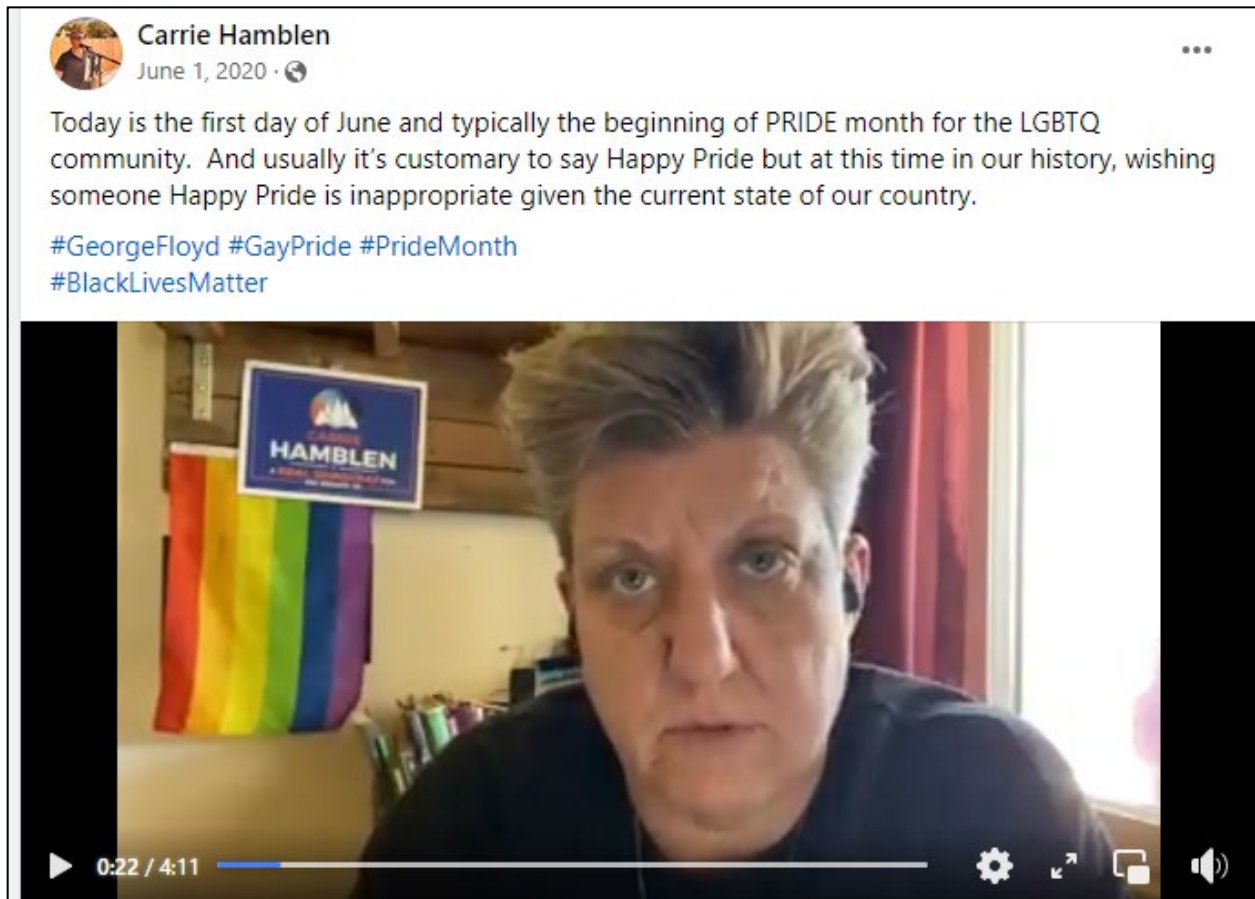 Carrie Hamblen
June 1, 2020 ·
Today is the first day of June and typically the beginning of PRIDE month for the LGBTQ
community.  And usually it's customary to say Happy Pride but at this time in our history, wishing
someone Happy Pride is inappropriate given the current state of our country.
#GeorgeFloyd #GayPride #PrideMonth
#BlackLivesMatter
CARRIE
HAMBLEN
A REAL DEMOCRAT FOR
0:22 / 4:11